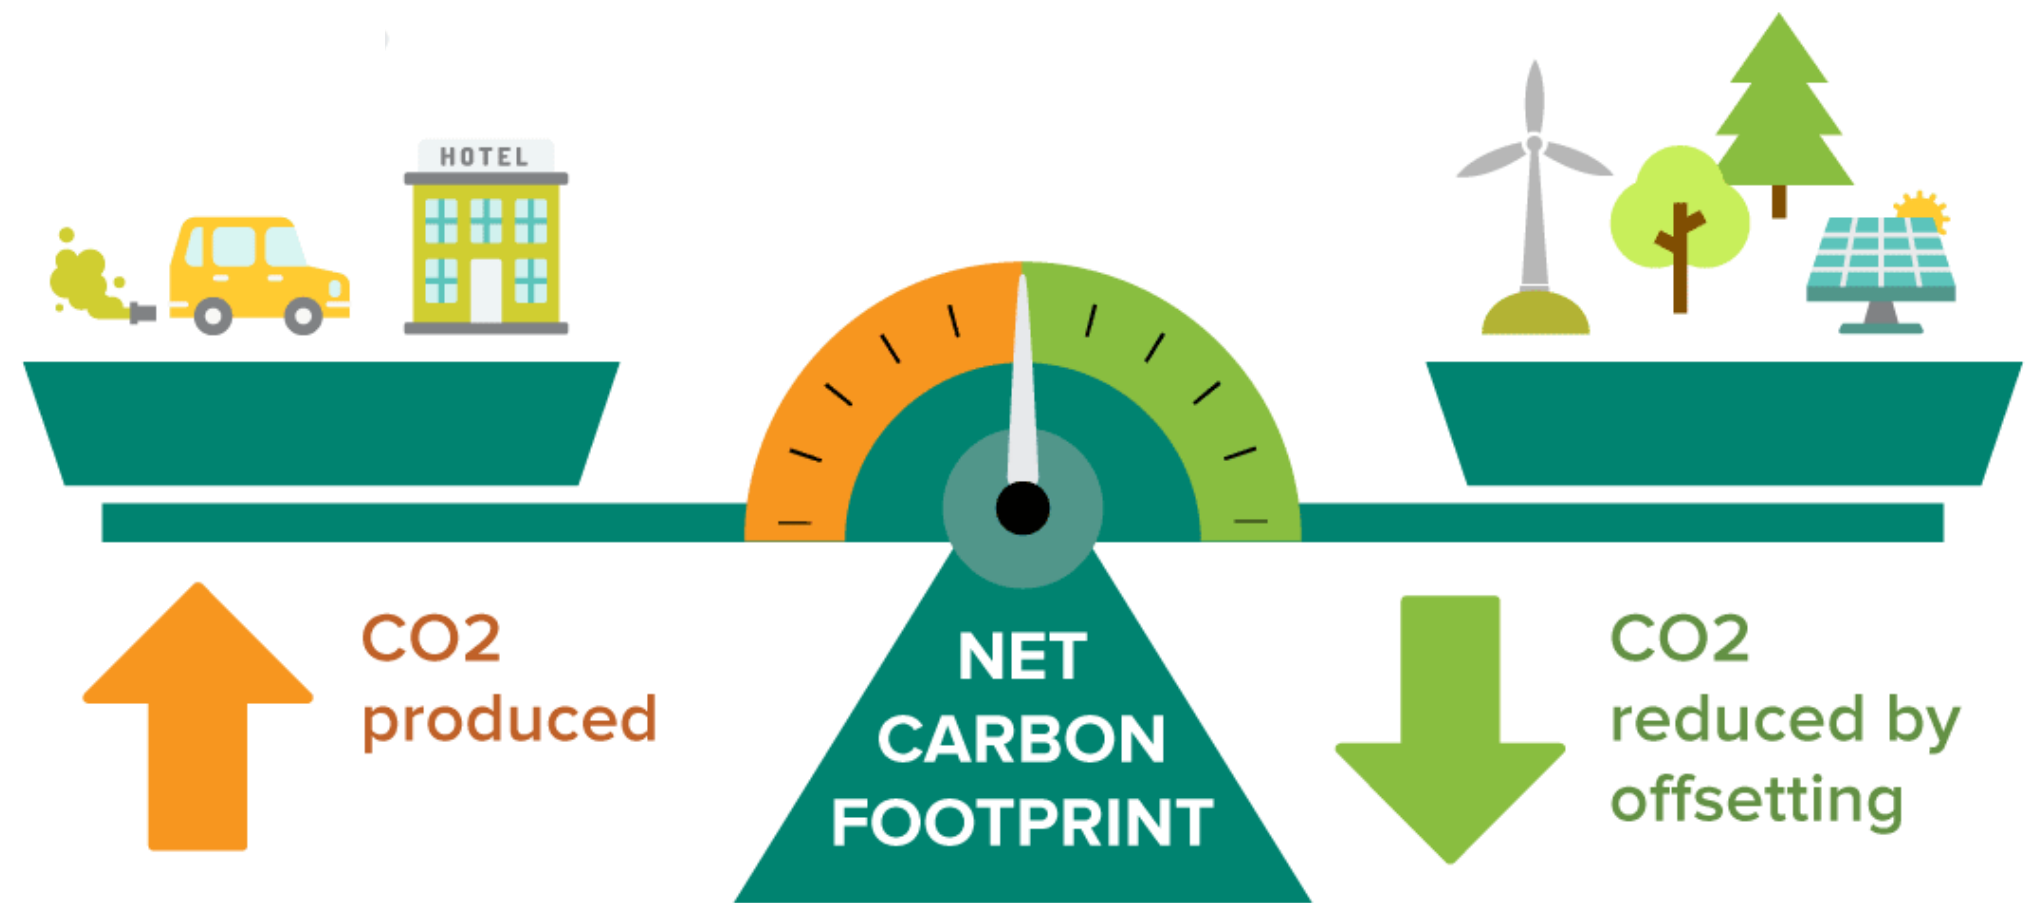 HOTEL
CO2
produced
NET
CARBON
FOOTPRINT
CO2
reduced by
offsetting